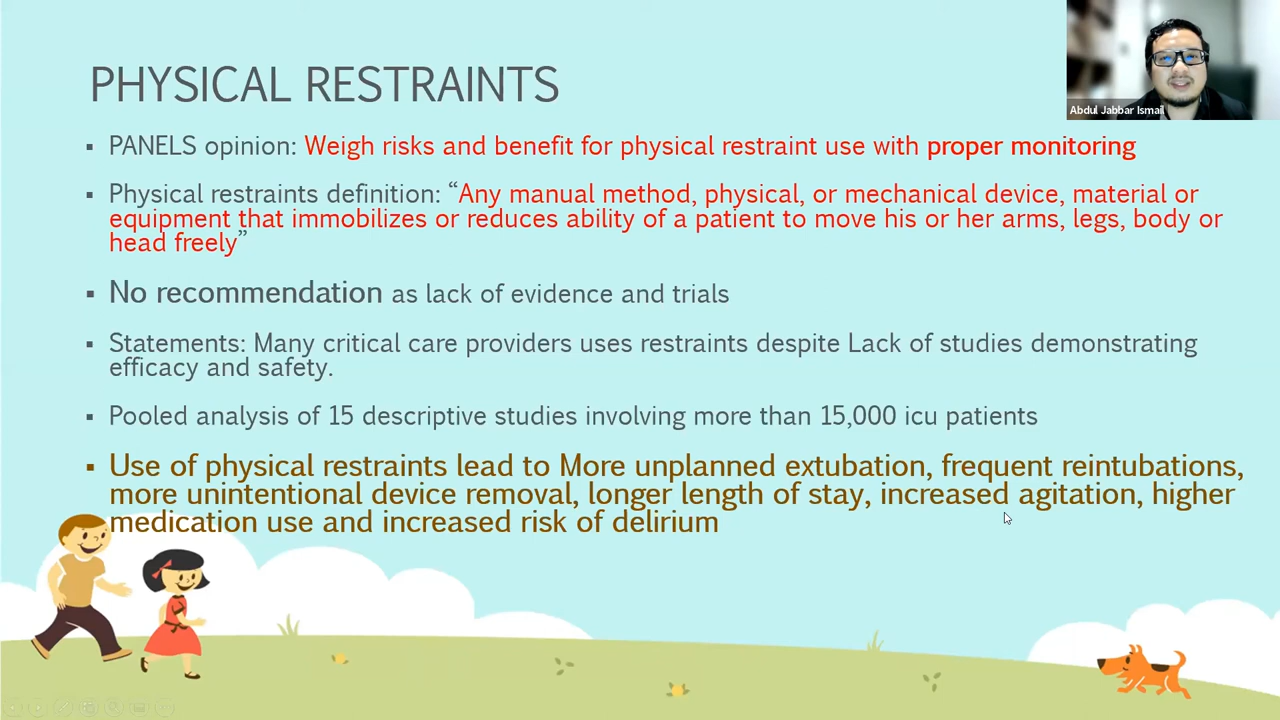 PHYSICAL RESTRAINTS
Abdul Jabbar Ismail
▪ PANELS opinion: Weigh risks and benefit for physical restraint use with proper monitoring
▪ Physical restraints definition: “Any manual method, physical, or mechanical device, material or
equipment that immobilizes or reduces ability of a patient to move his or her arms, legs, body or
head freely”
▪ No recommendation as lack of evidence and trials
▪ Statements: Many critical care providers uses restraints despite Lack of studies demonstrating
efficacy and safety.
▪ Pooled analysis of 15 descriptive studies involving more than 15,000 icu patients
▪ Use of physical restraints lead to More unplanned extubation, frequent reintubations,
more unintentional device removal, longer length of stay, increased agitation, higher
medication use and increased risk of delirium